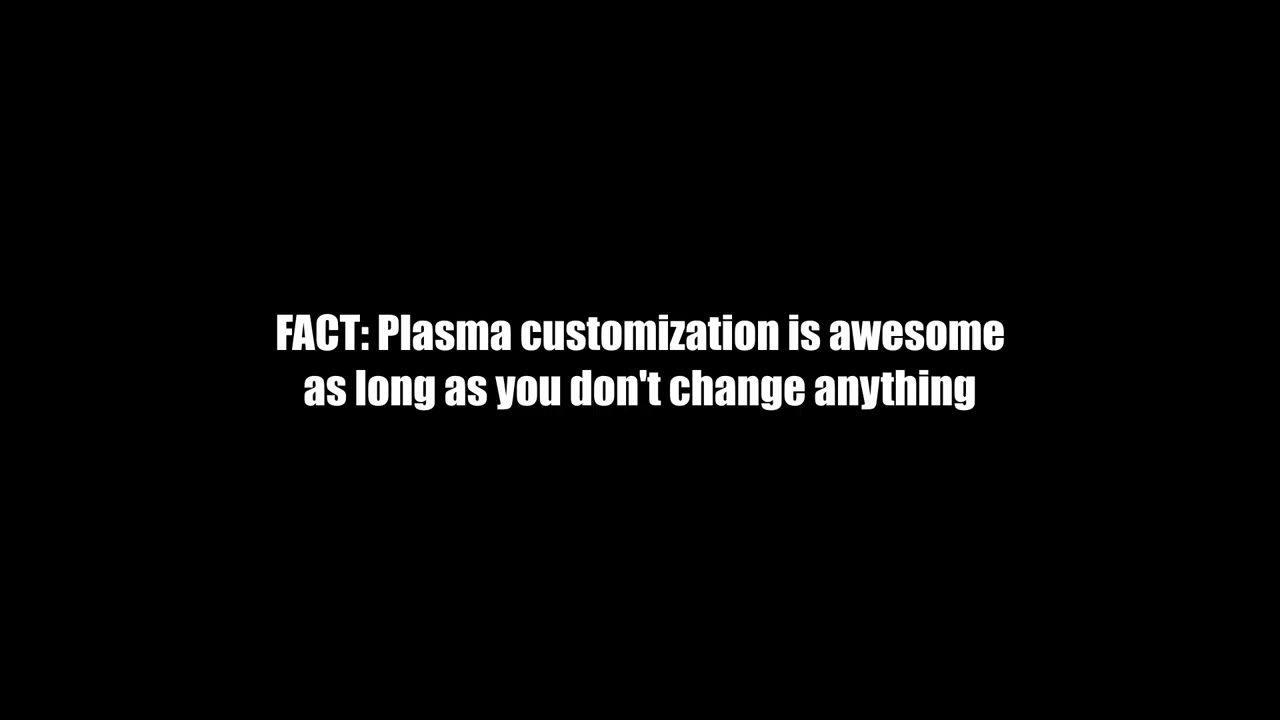 FACT: Plasma customization is awesome
as long as you don't change anything